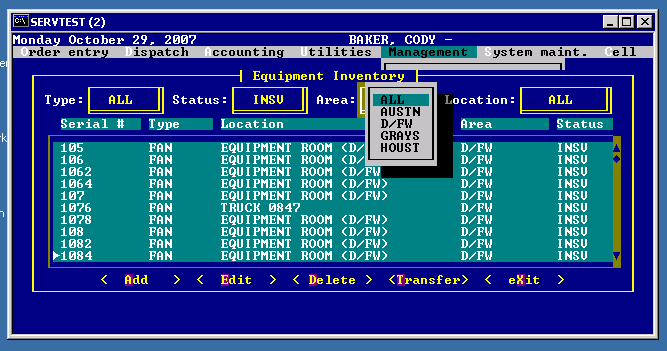 SERVTEST (2)
Monday October 29, 2007 BAKER, CODY -
Order entry Dispatch Accounting Utilities Management System maint. Cell
Equipment Inventory
Type: ALL Status: INSV Area: Location: ALL
ALL
AUSTN
D/FW
GRAYS
HOUST
Serial # Type Location Area Status
105 FAN EQUIPMENT ROOM (D/ D/FW INSV
106 FAN EQUIPMENT ROOM (D/ D/FW INSV
1062 FAN EQUIPMENT ROOM (D/FW) D/FW INSV
1064 FAN EQUIPMENT ROOM (D/FW) D/FW INSV
107 FAN EQUIPMENT ROOM (D/FW) D/FW INSV
1076 FAN TRUCK 0847 D/FW INSV
1078 FAN EQUIPMENT ROOM (D/FW) D/FW INSV
108 FAN EQUIPMENT ROOM (D/FW) D/FW INSV
1082 FAN EQUIPMENT ROOM (D/FW) D/FW INSV
1084 FAN EQUIPMENT ROOM (D/FW) D/FW INSV
< Add > < Edit > < Delete > <Transfer> < eXit >